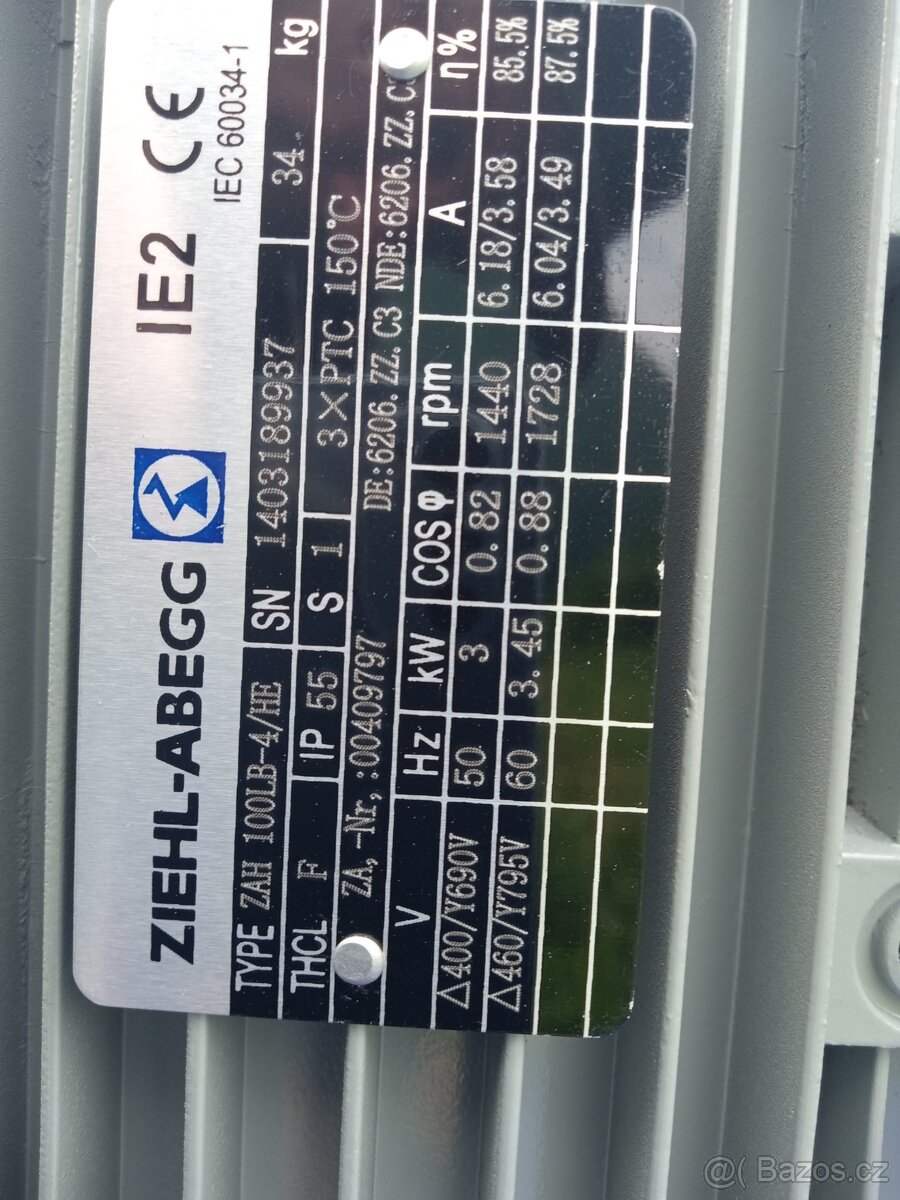 ZIEHL-ABEGG IE2 CE
IEC 60034-1
TYPE ZAH 100LB-4/HE SN 1403189937 34 kg
THCL F IP 55 S 1 3×PTC 150℃
ZA,-Nr,:00409797 DE:6206.ZZ.C3 NDE:6206.ZZ.C3
V Hz kW COS φ rpm A η%
△400/Y690V 50 3 0.82 1440 6.18/3.58 85.5%
△460/Y795V 60 3.45 0.88 1728 6.04/3.49 87.5%
@( Bazos.cz